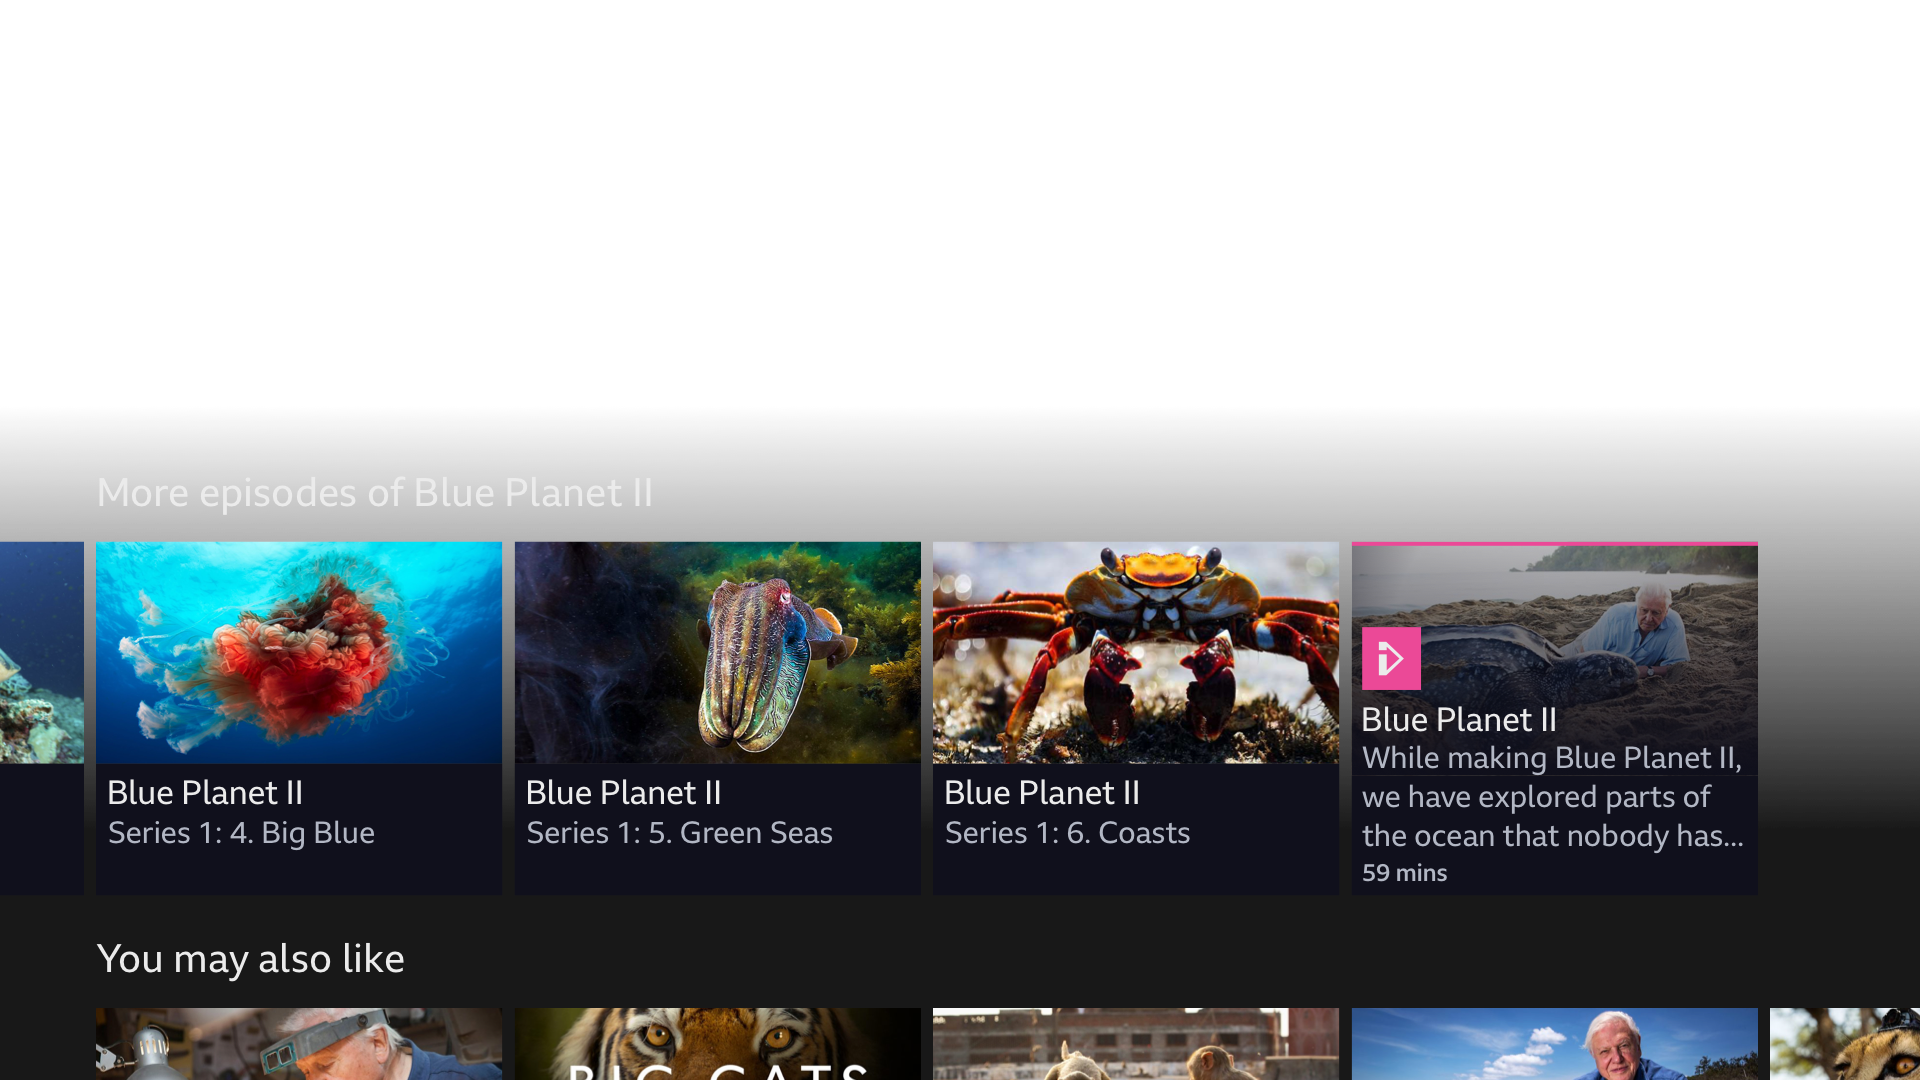 More episodes of Blue Planet II
Blue Planet II
Series 1: 4. Big Blue
Blue Planet II
Series 1: 5. Green Seas
Blue Planet II
Series 1: 6. Coasts
Blue Planet II
While making Blue Planet II,
we have explored parts of
the ocean that nobody has...
59 mins
You may also like
BIG CATS